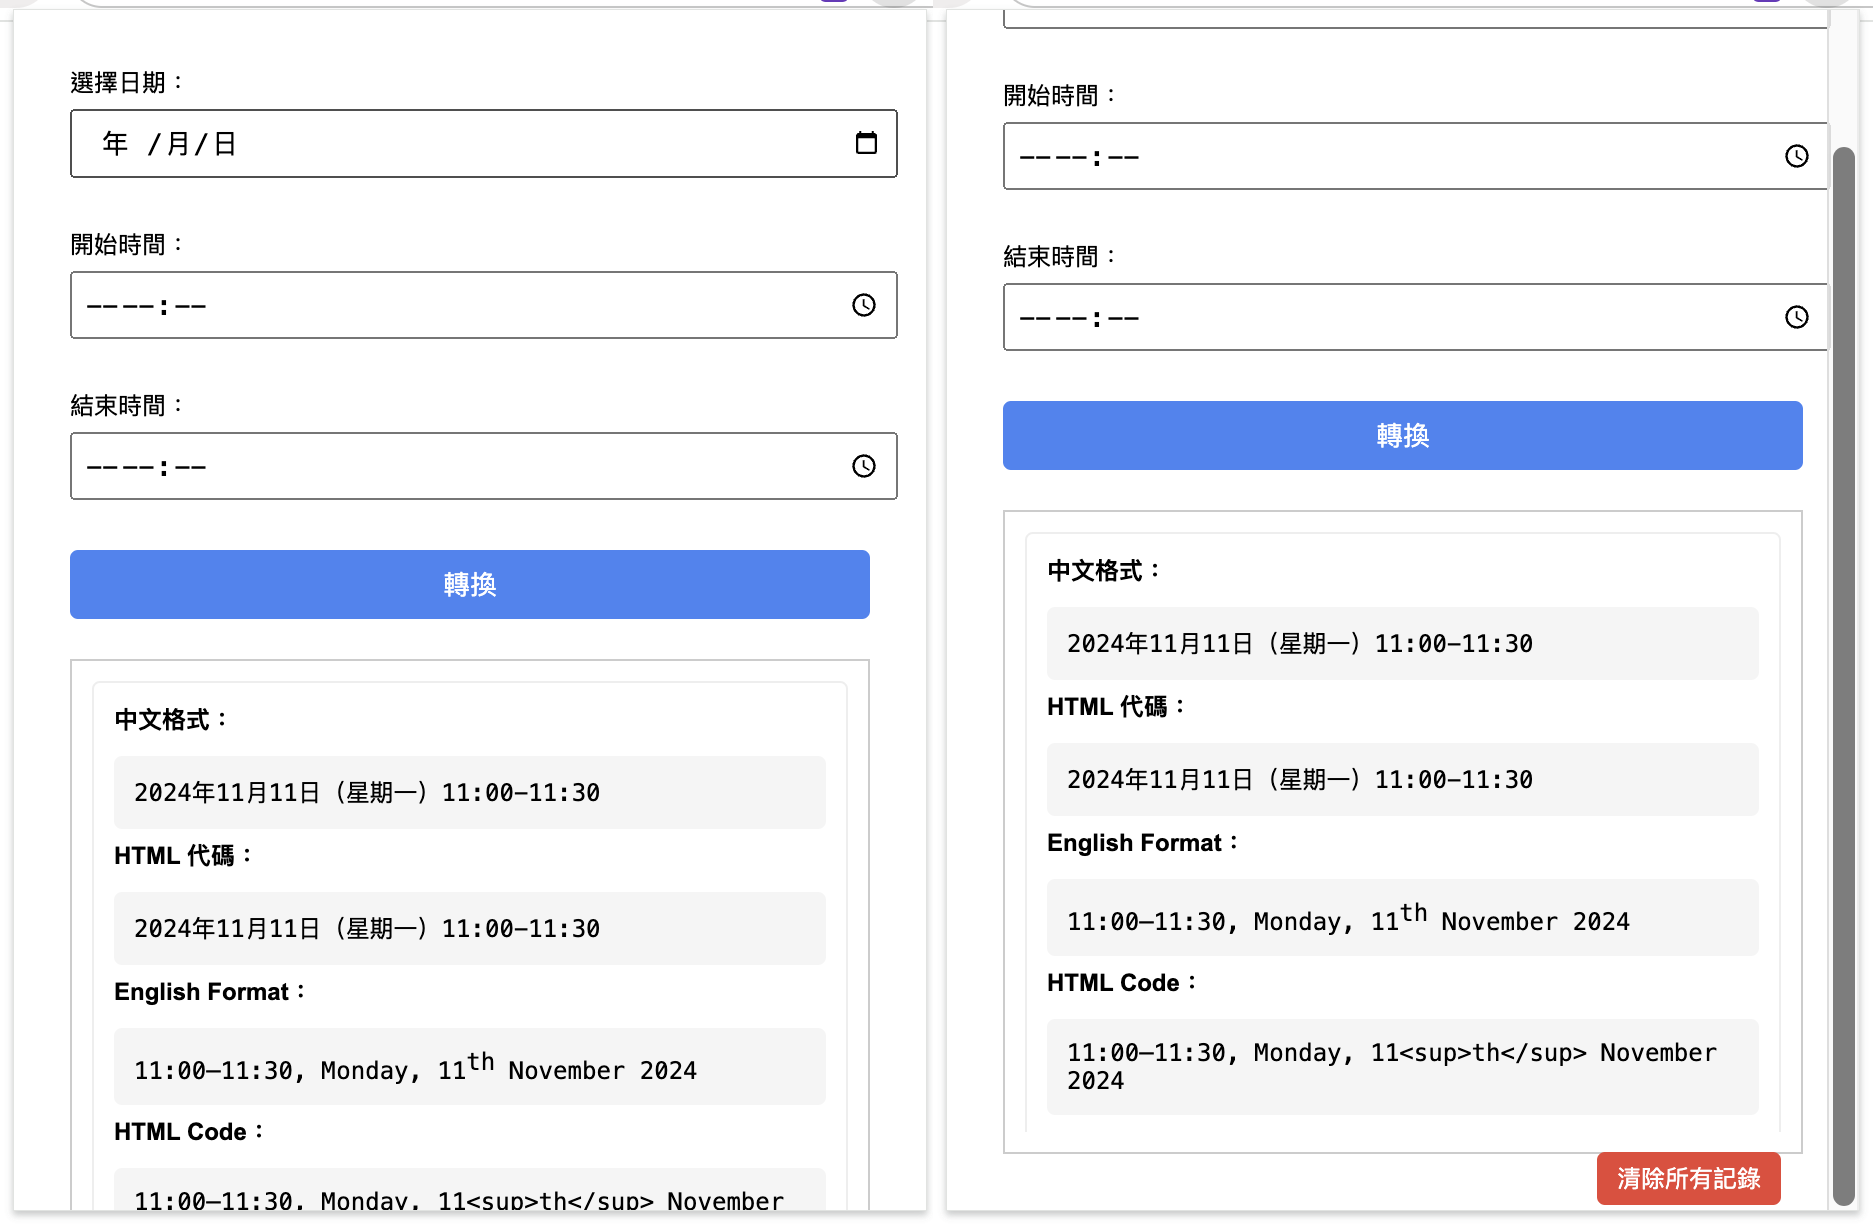 選擇日期：
年 /月/日
開始時間：
----:--
結束時間：
----:--
轉換
中文格式：
2024年11月11日（星期一）11:00–11:30
HTML 代碼：
2024年11月11日（星期一）11:00–11:30
English Format：
11:00–11:30, Monday, 11th November 2024
HTML Code：
11:00–11:30, Monday, 11<sup>th</sup> November
開始時間：
----:--
結束時間：
----:--
轉換
中文格式：
2024年11月11日（星期一）11:00–11:30
HTML 代碼：
2024年11月11日（星期一）11:00–11:30
English Format：
11:00–11:30, Monday, 11th November 2024
HTML Code：
11:00–11:30, Monday, 11<sup>th</sup> November
2024
清除所有記錄